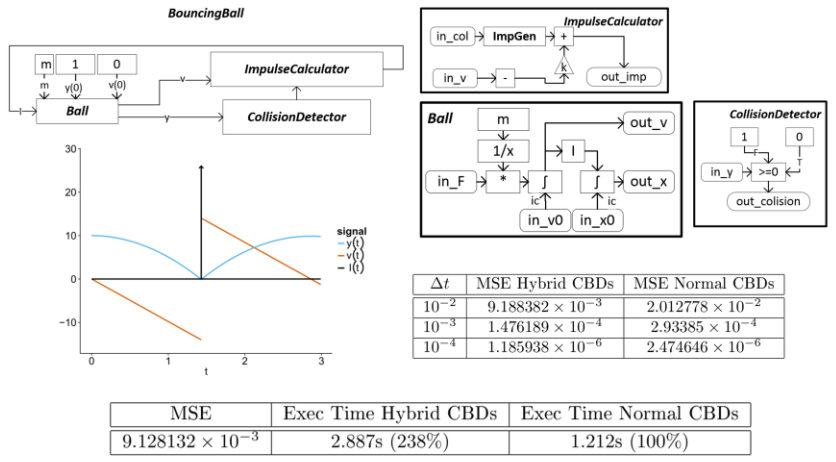 BouncingBall
m 1 0
m y(0) v(0)
I
Ball
v
y
ImpulseCalculator
CollisionDetector
ImpulseCalculator
in_col ImpGen +
k
in_v - out_imp
Ball
m
1/x
in_F * ∫ I ∫
out_v
out_x
ic ic
in_v0 in_x0
CollisionDetector
1 0
F T
in_y >=0
out_colision
30
20
10
0
−10
0 1 2 3
t
signal
y(t)
v(t)
I(t)
Δt MSE Hybrid CBDs MSE Normal CBDs
10⁻² 9.188382 × 10⁻³ 2.012778 × 10⁻²
10⁻³ 1.476189 × 10⁻⁴ 2.93385 × 10⁻⁴
10⁻⁴ 1.185938 × 10⁻⁶ 2.474646 × 10⁻⁶
MSE Exec Time Hybrid CBDs Exec Time Normal CBDs
9.128132 × 10⁻³ 2.887s (238%) 1.212s (100%)